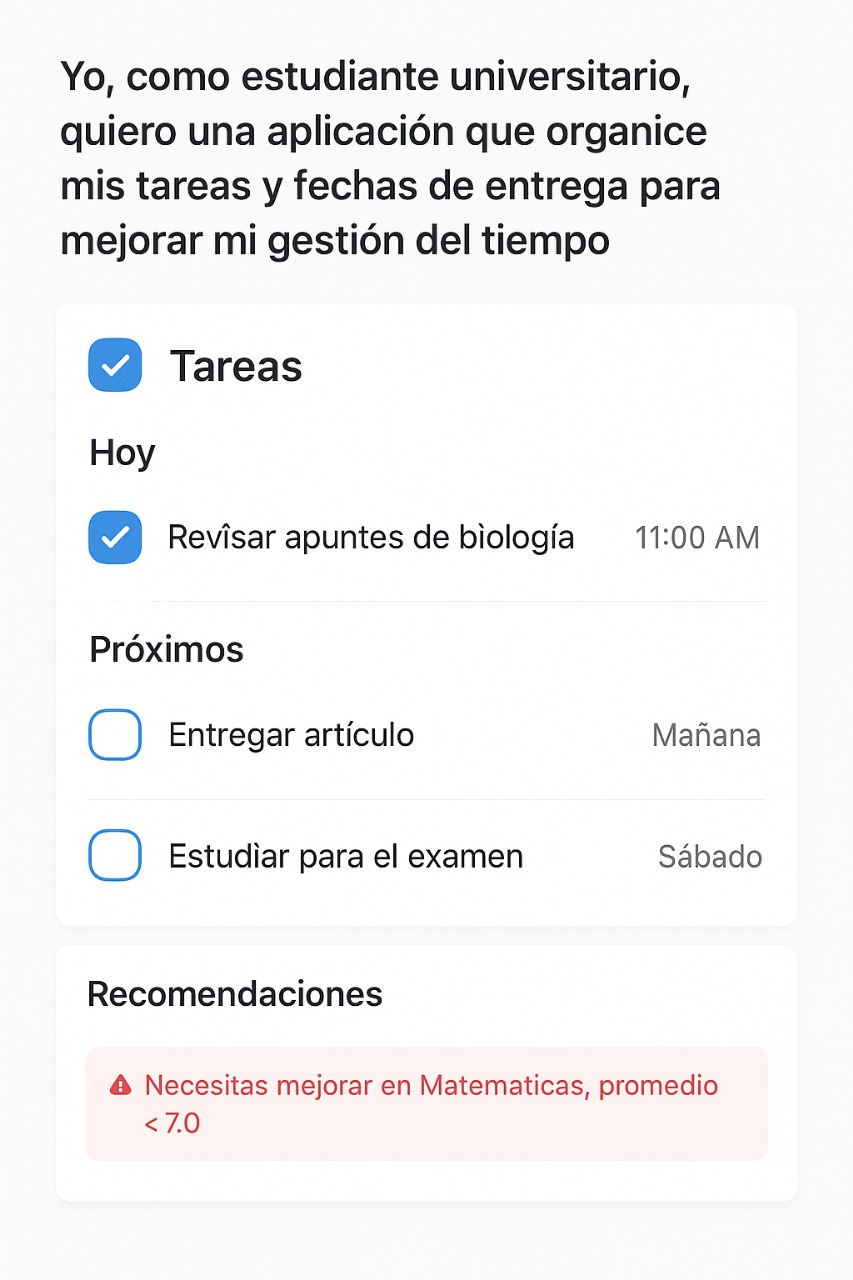 Yo, como estudiante universitario,
quiero una aplicación que organice
mis tareas y fechas de entrega para
mejorar mi gestión del tiempo
Tareas
Hoy
Revîsar apuntes de bìología 11:00 AM
Próximos
Entregar artículo Mañana
Estudìar para el examen Sábado
Recomendaciones
Necesitas mejorar en Matematicas, promedio
< 7.0